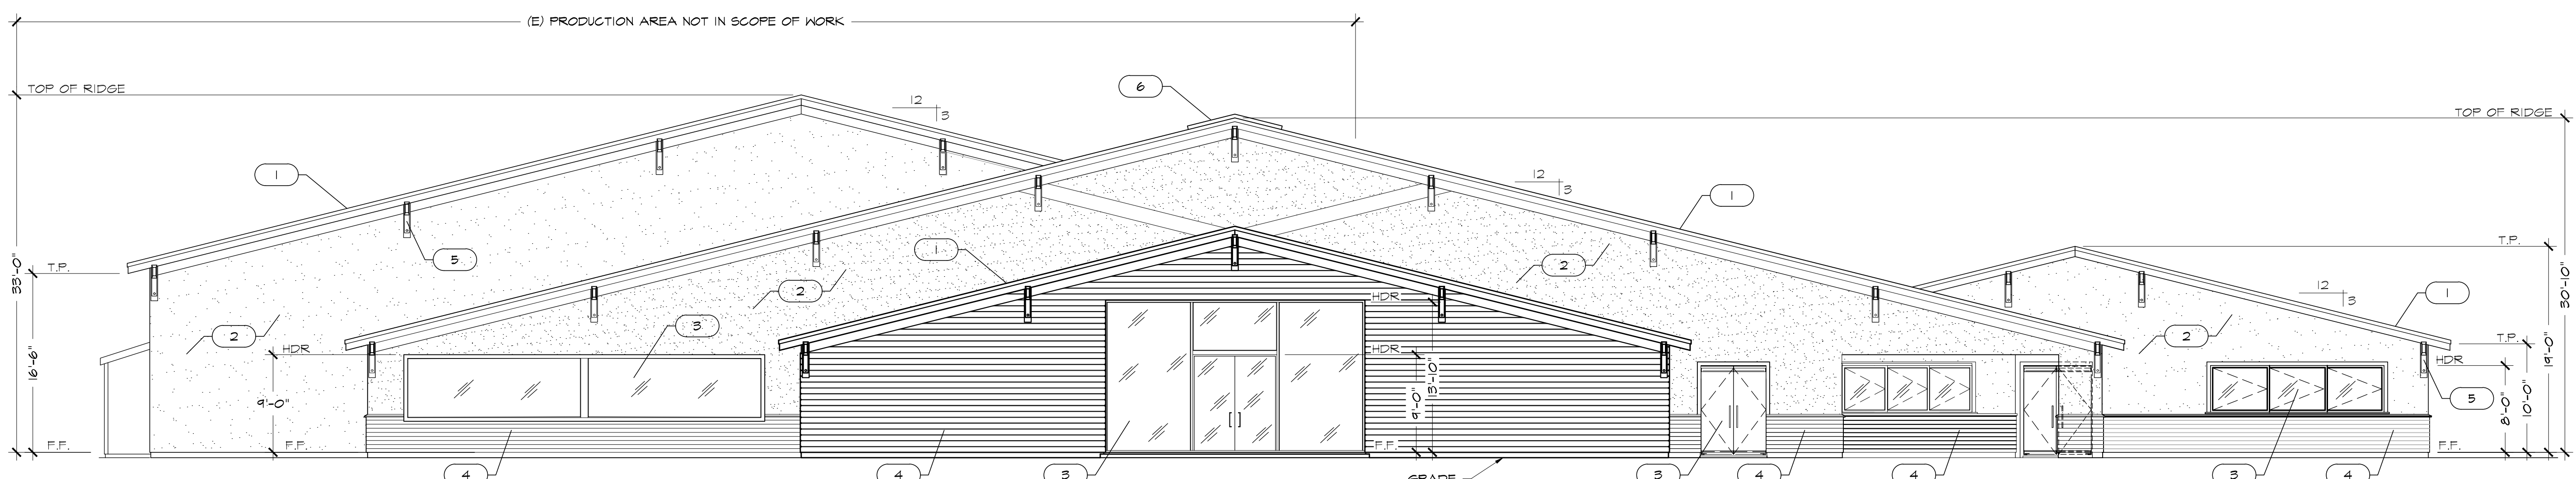 (E) PRODUCTION AREA NOT IN SCOPE OF WORK
TOP OF RIDGE
6
12
3
TOP OF RIDGE
1
12
3
1
5
1
2
T.P.
T.P.
33'-0"
16'-6"
2
2
3
HDR
12
3
1
30'-10"
19'-0"
2
HDR
HDR
T.P.
HDR
9'-0"
9'-0"
13'-0"
5
8'-0"
10'-0"
F.F.
F.F.
F.F.
F.F.
4
4
3
GRADE
3
4
4
3
4